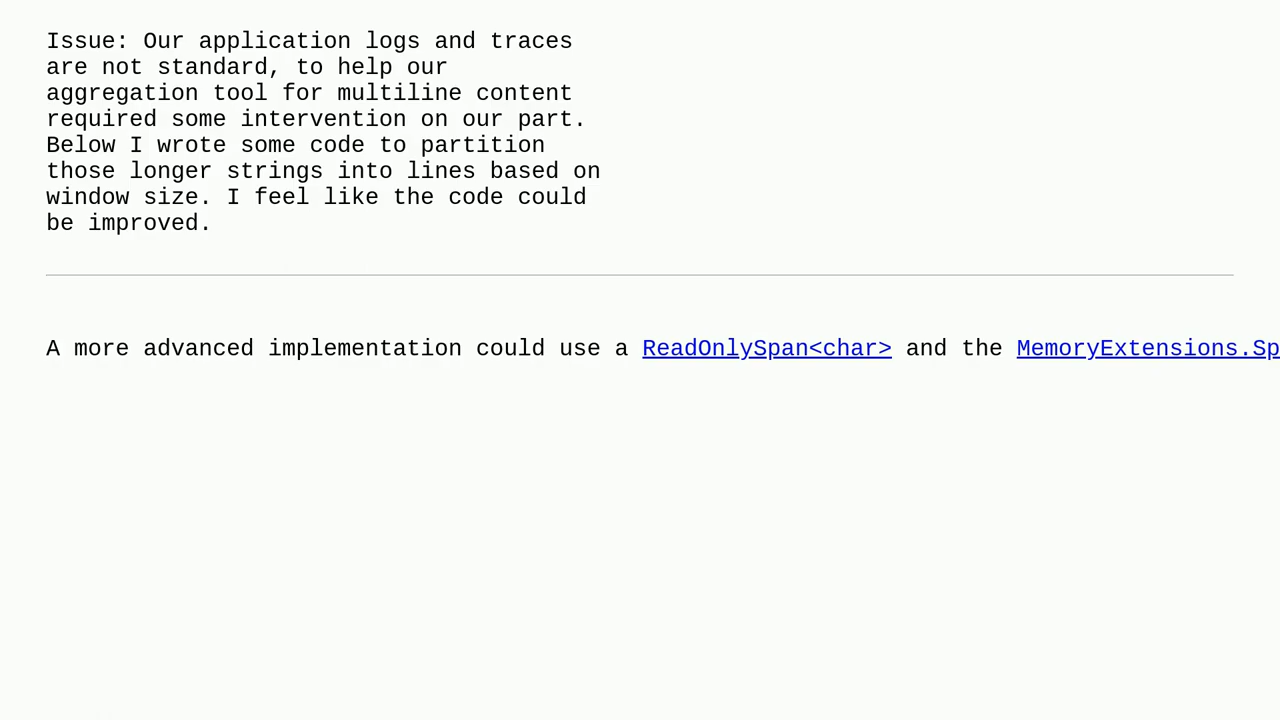 Issue: Our application logs and traces
are not standard, to help our
aggregation tool for multiline content
required some intervention on our part.
Below I wrote some code to partition
those longer strings into lines based on
window size. I feel like the code could
be improved.
A more advanced implementation could use a ReadOnlySpan<char> and the MemoryExtensions.Sp